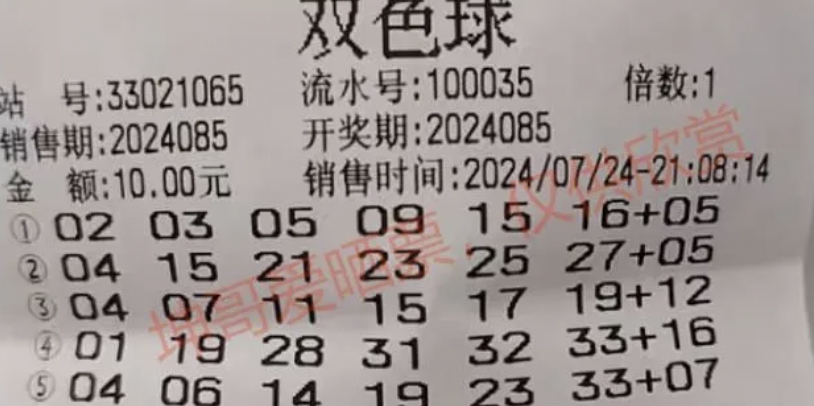 双色球
站 号:33021065 流水号:100035 倍数:1
销售期:2024085 开奖期:2024085
金 额:10.00元 销售时间:2024/07/24-21:08:14
① 02 03 05 09 15 16+05
② 04 15 21 23 25 27+05
③ 04 07 11 15 17 19+12
④ 01 19 28 31 32 33+16
⑤ 04 06 14 19 23 33+07
坤哥爱晒票，仅供欣赏